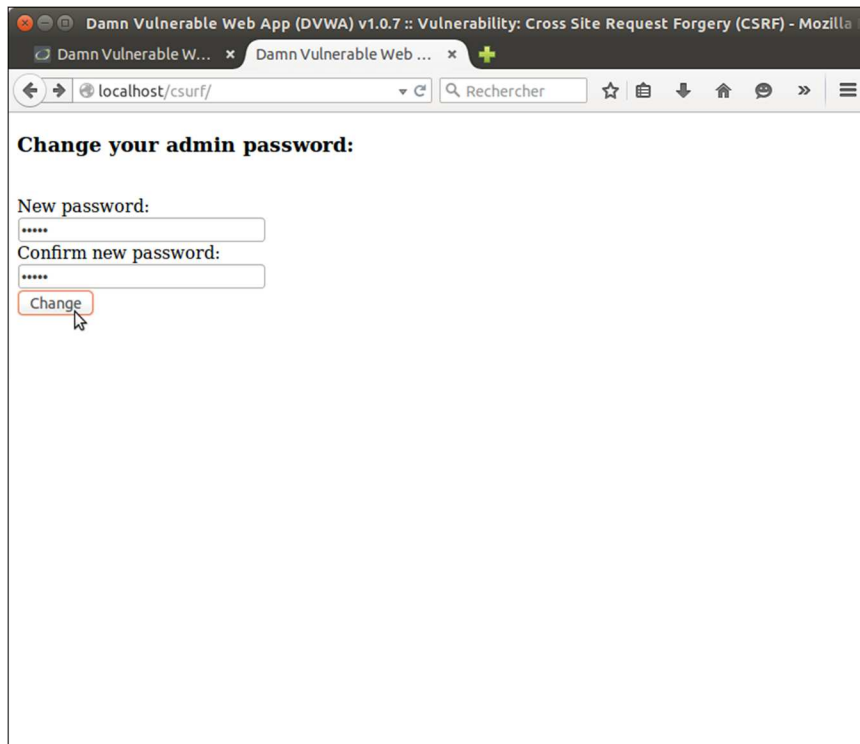 Damn Vulnerable Web App (DVWA) v1.0.7 :: Vulnerability: Cross Site Request Forgery (CSRF) - Mozilla
Damn Vulnerable W... × Damn Vulnerable Web ... ×
localhost/csurf/ Rechercher
Change your admin password:
New password:
•••••
Confirm new password:
•••••
Change